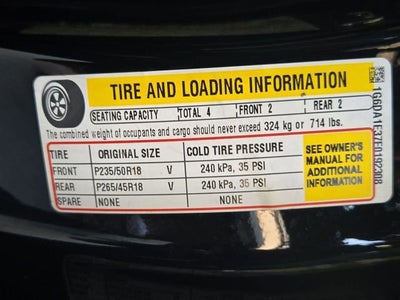 TIRE AND LOADING INFORMATION
SEATING CAPACITY TOTAL 4 FRONT 2 REAR 2
The combined weight of occupants and cargo should never exceed 324 kg or 714 lbs.
TIRE ORIGINAL SIZE COLD TIRE PRESSURE
FRONT P235/50R18 V 240 kPa, 35 PSI
REAR P265/45R18 V 240 kPa, 35 PSI
SPARE NONE NONE
SEE OWNER'S
MANUAL FOR
ADDITIONAL
INFORMATION
1G6DA1E37E0192308